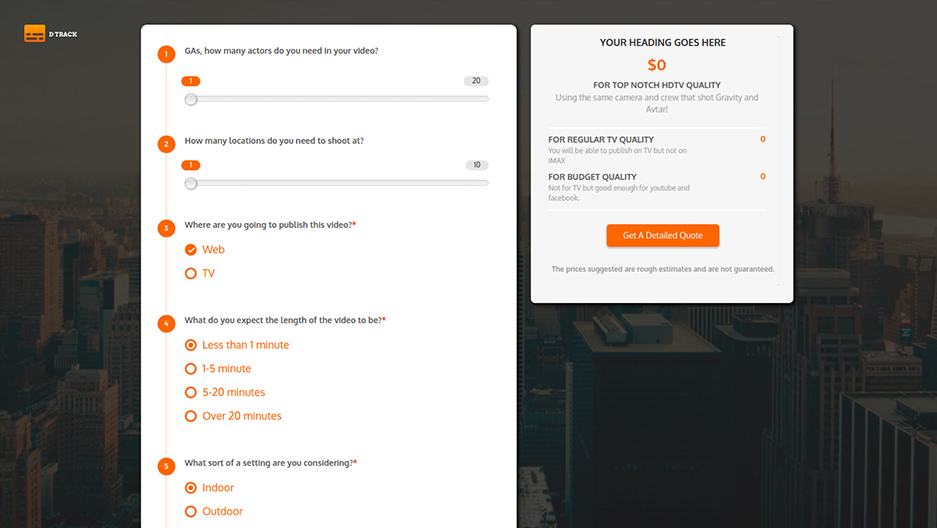 D TRACK
1
GAs, how many actors do you need in your video?
1
20
2
How many locations do you need to shoot at?
1
10
3
Where are you going to publish this video?*
Web
TV
4
What do you expect the length of the video to be?*
Less than 1 minute
1-5 minute
5-20 minutes
Over 20 minutes
5
What sort of a setting are you considering?*
Indoor
Outdoor
YOUR HEADING GOES HERE
$0
FOR TOP NOTCH HDTV QUALITY
Using the same camera and crew that shot Gravity and
Avtar!
FOR REGULAR TV QUALITY
0
You will be able to publish on TV but not on
iMAX
FOR BUDGET QUALITY
0
Not for TV but good enough for youtube and
facebook.
Get A Detailed Quote
The prices suggested are rough estimates and are not guaranteed.